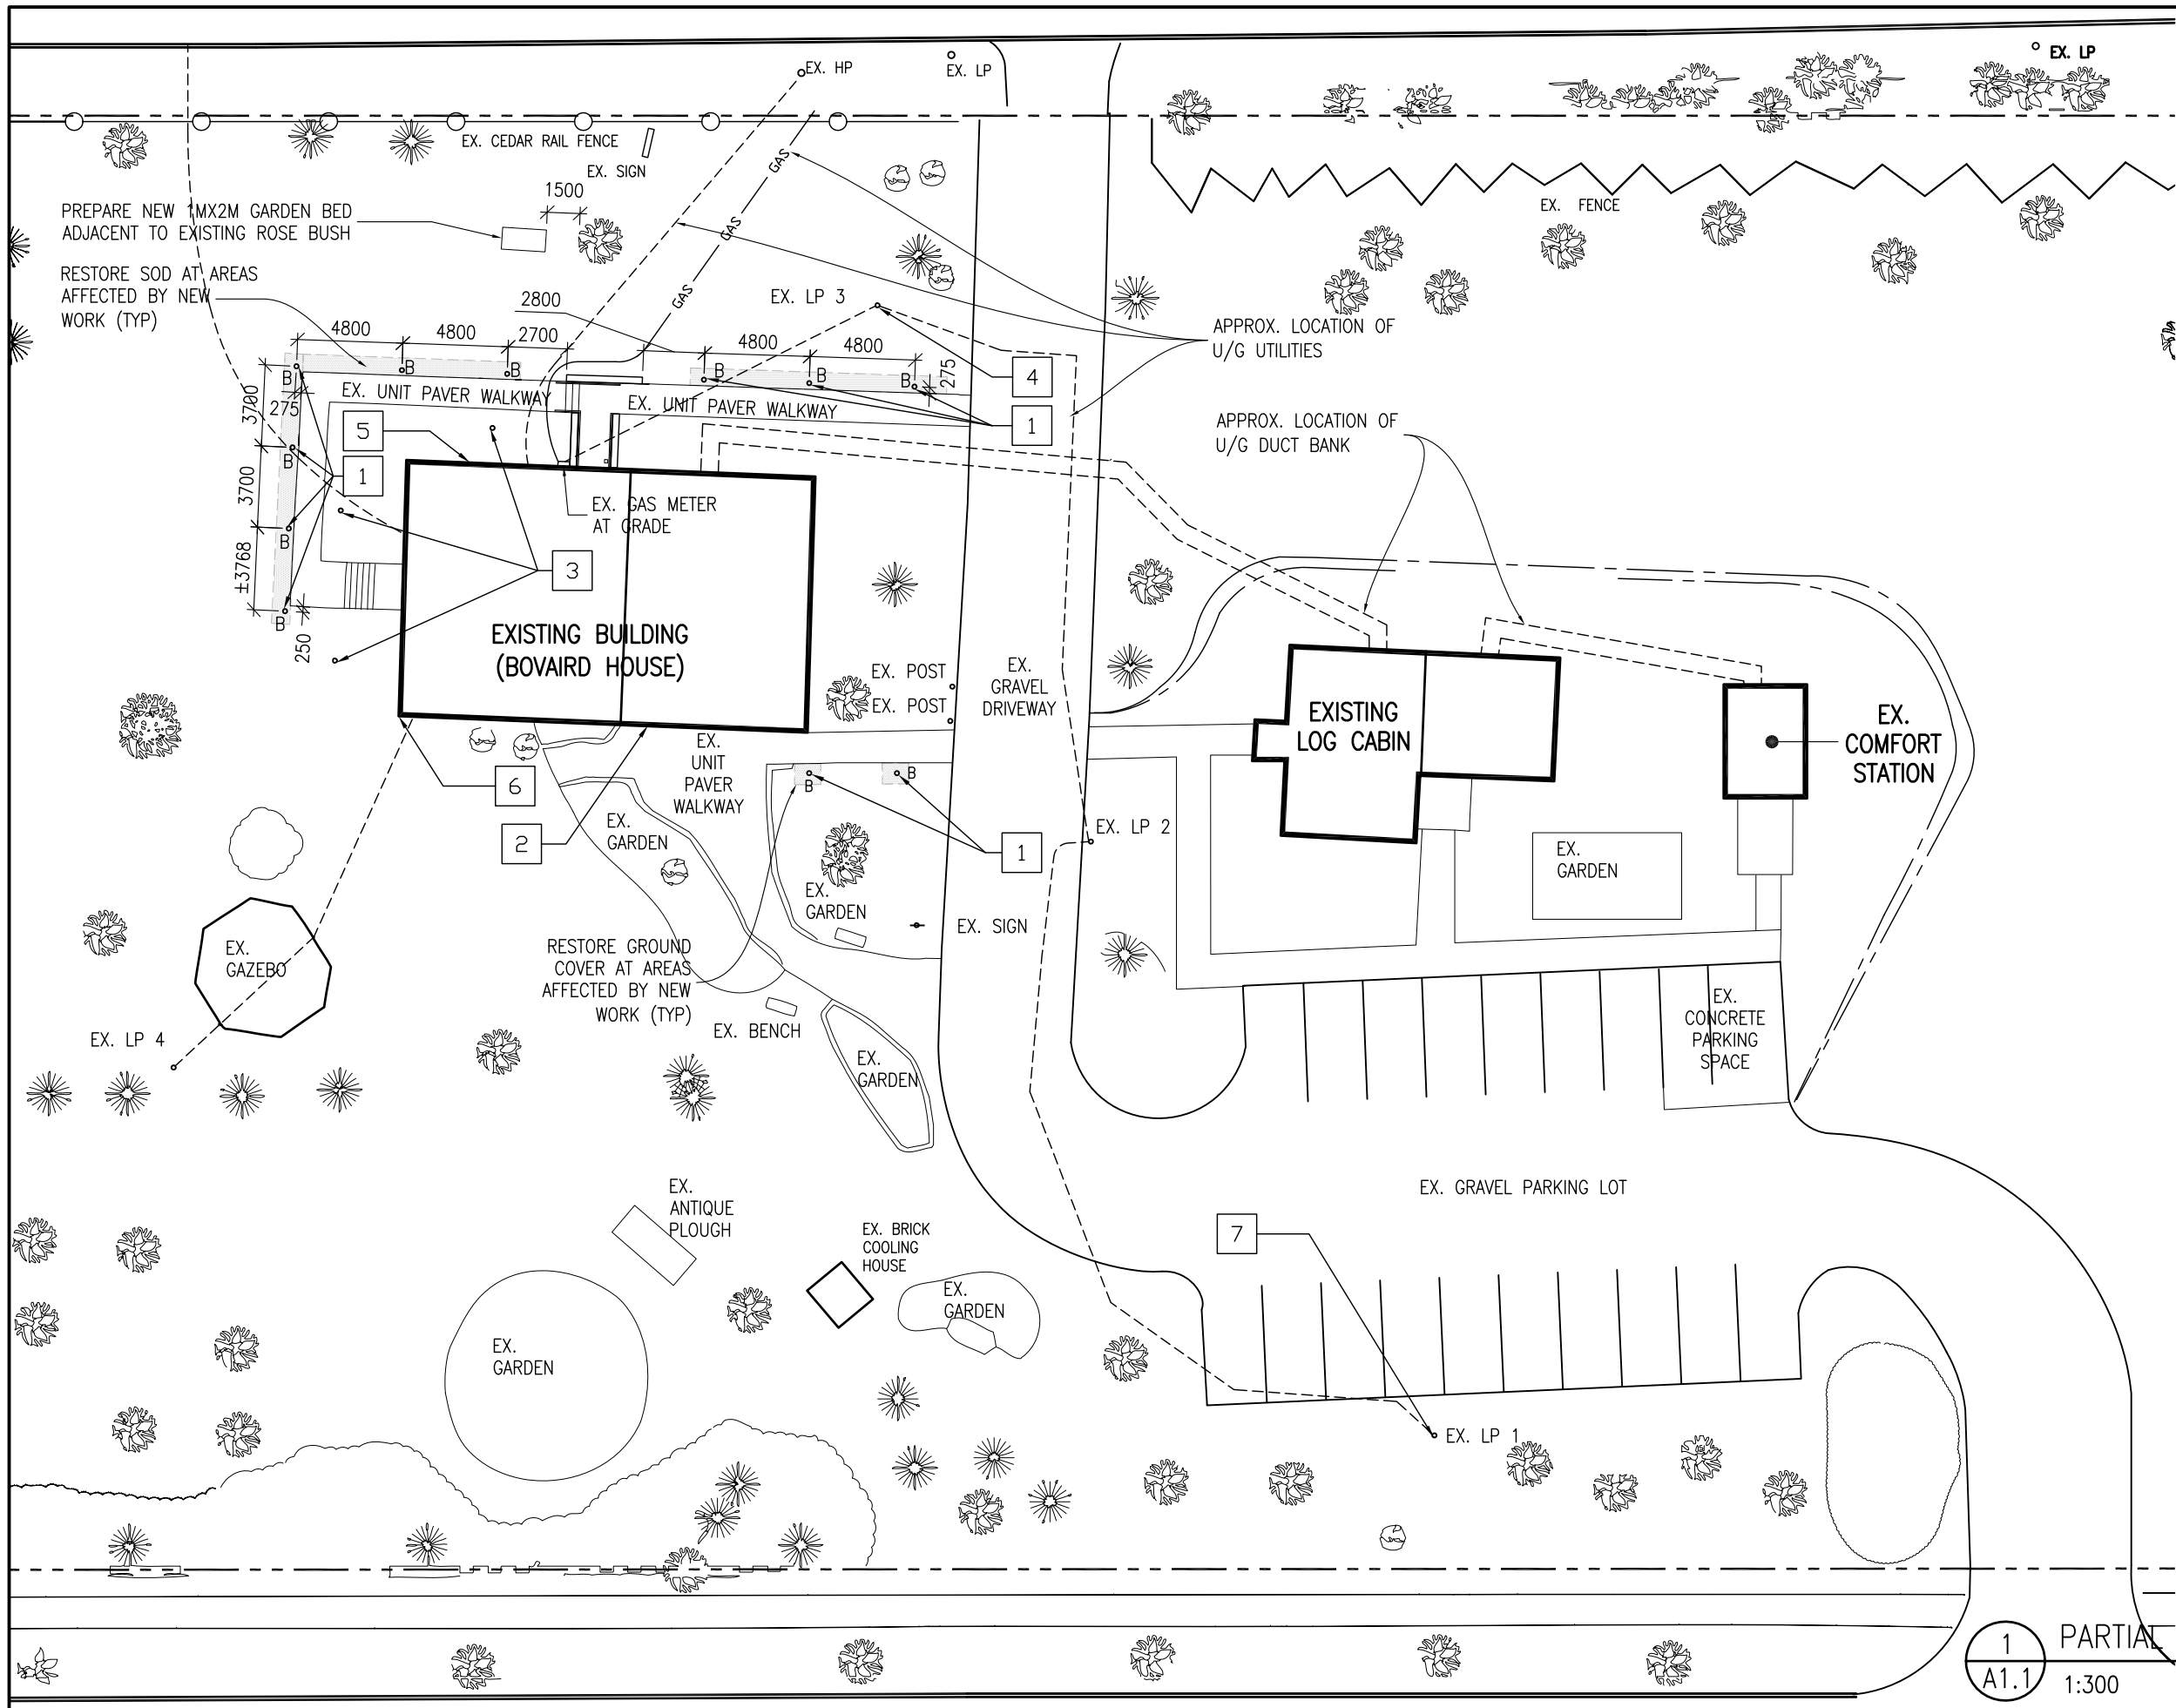 EX. HP
EX. LP
EX. LP
EX. CEDAR RAIL FENCE
EX. SIGN
GAS
GAS
GAS
1500
PREPARE NEW 1MX2M GARDEN BED
ADJACENT TO EXISTING ROSE BUSH
EX. FENCE
RESTORE SOD AT AREAS
AFFECTED BY NEW
WORK (TYP)
2800
EX. LP 3
4800
4800
2700
4800
4800
275
APPROX. LOCATION OF
U/G UTILITIES
B
B
B
B
B
B
4
3700
275
EX. UNIT PAVER WALKWAY
EX. UNIT PAVER WALKWAY
1
5
APPROX. LOCATION OF
U/G DUCT BANK
B
1
3700
EX. GAS METER
AT GRADE
B
±3768
3
B
250
EXISTING BUILDING
(BOVAIRD HOUSE)
EX. POST
EX. POST
EX.
GRAVEL
DRIVEWAY
EXISTING
LOG CABIN
EX.
COMFORT
STATION
EX.
UNIT
PAVER
WALKWAY
6
B
B
2
EX.
GARDEN
1
EX. LP 2
EX.
GARDEN
EX.
GARDEN
EX. SIGN
EX.
GAZEBO
RESTORE GROUND
COVER AT AREAS
AFFECTED BY NEW
WORK (TYP)
EX. BENCH
EX. LP 4
EX.
GARDEN
EX.
CONCRETE
PARKING
SPACE
EX.
ANTIQUE
PLOUGH
EX. GRAVEL PARKING LOT
7
EX. BRICK
COOLING
HOUSE
EX.
GARDEN
EX.
GARDEN
EX. LP 1
1
A1.1
PARTIAL
1:300